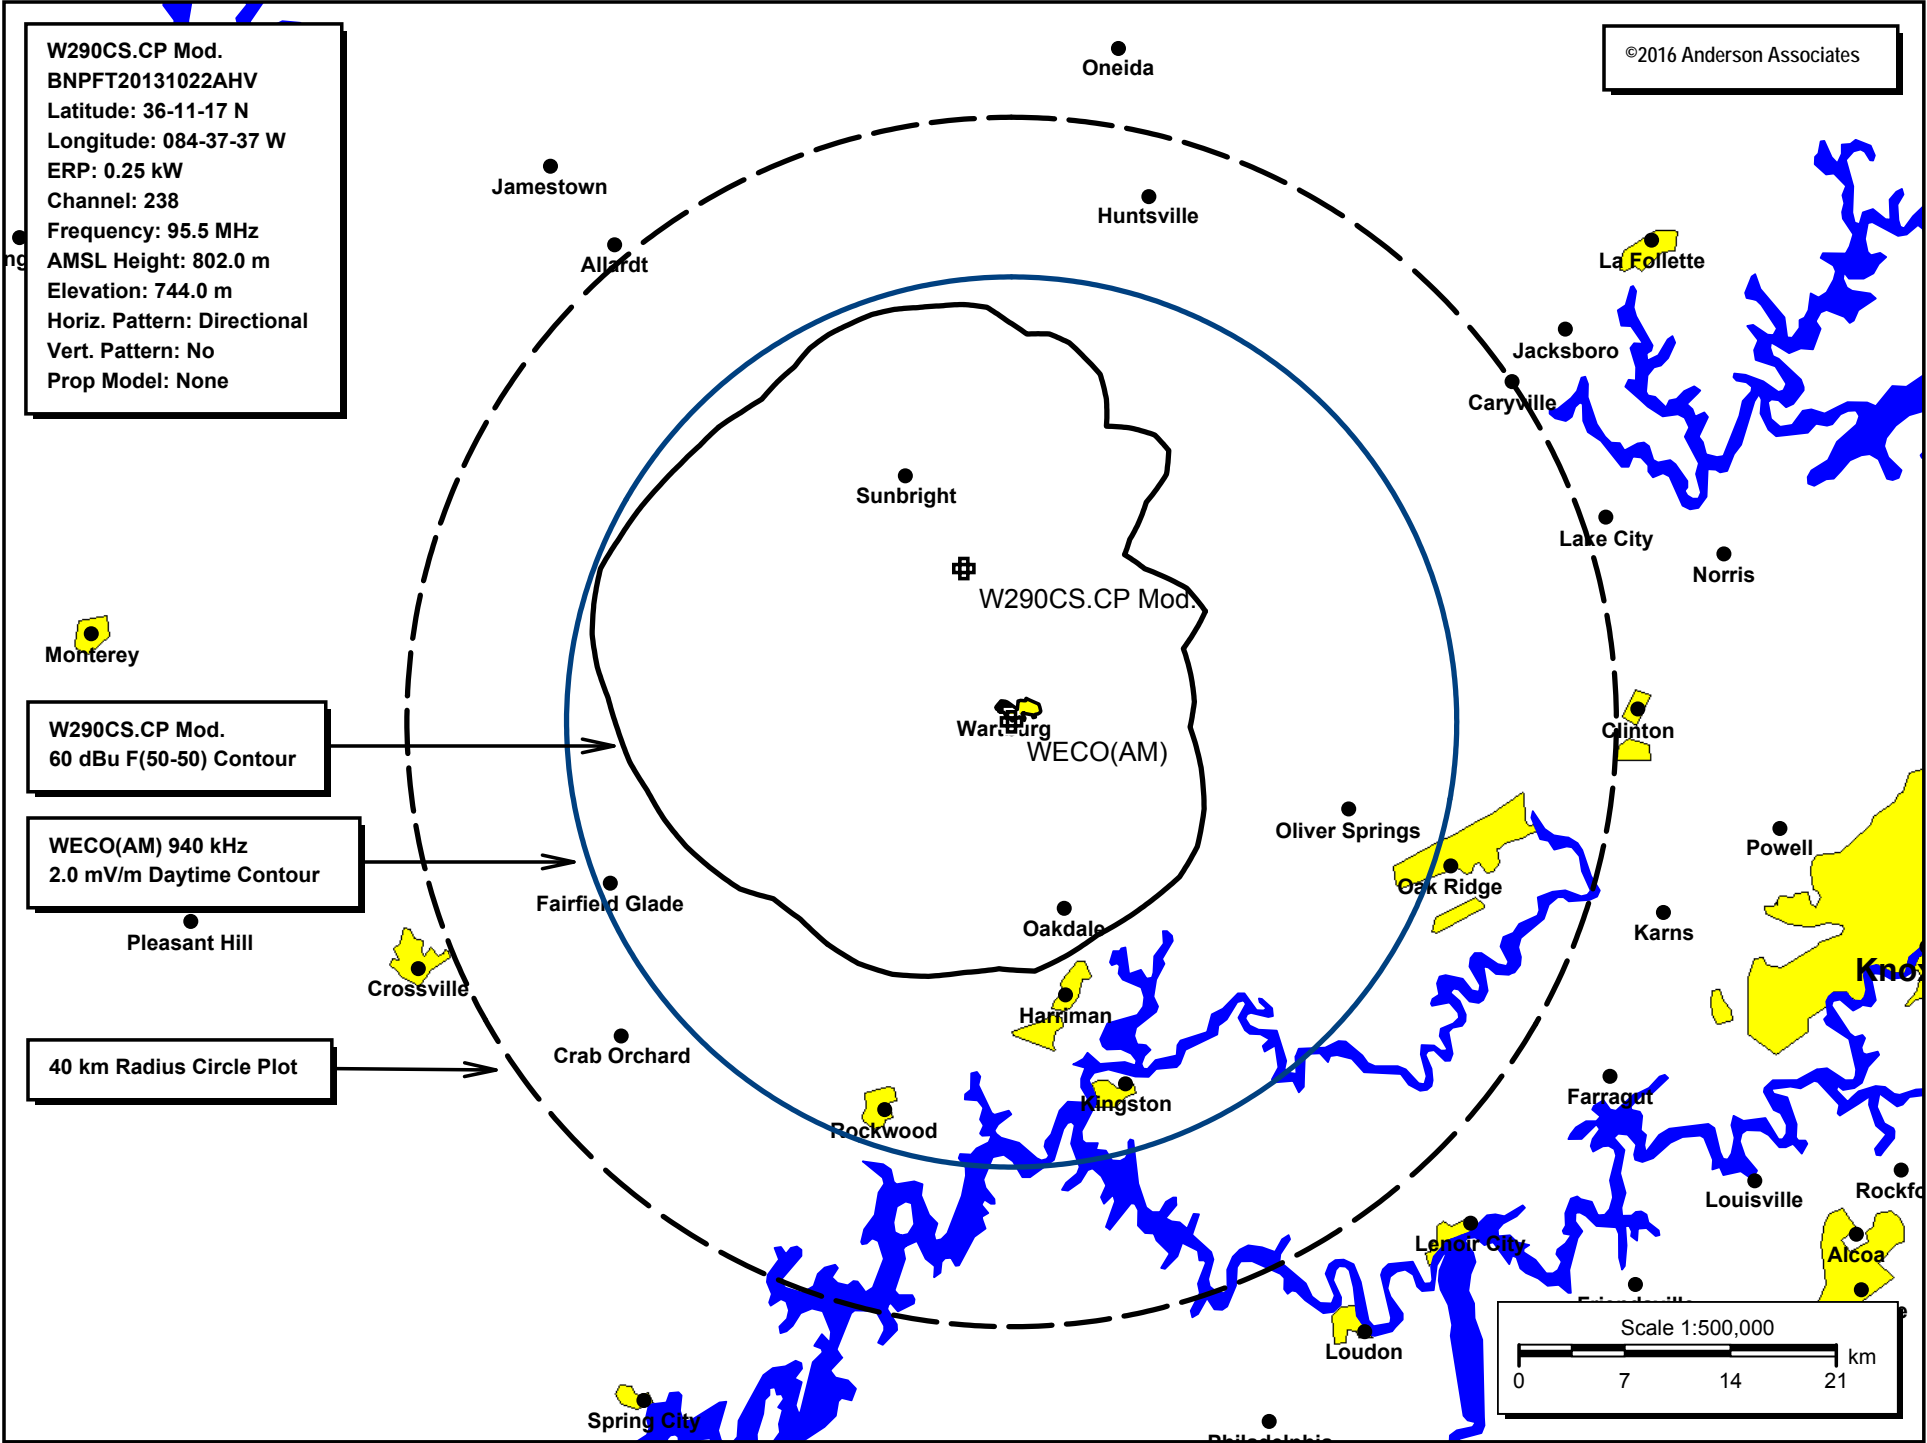 W290CS.CP Mod.
BNPFT20131022AHV
Latitude: 36-11-17 N
Longitude: 084-37-37 W
ERP: 0.25 kW
Channel: 238
Frequency: 95.5 MHz
AMSL Height: 802.0 m
Elevation: 744.0 m
Horiz. Pattern: Directional
Vert. Pattern: No
Prop Model: None
©2016 Anderson Associates
Oneida
Jamestown
Huntsville
ng
Allardt
La Follette
Jacksboro
Caryville
Sunbright
Lake City
Norris
W290CS.CP Mod.
Monterey
W290CS.CP Mod.
60 dBu F(50-50) Contour
Wartburg
WECO(AM)
Clinton
WECO(AM) 940 kHz
2.0 mV/m Daytime Contour
Oliver Springs
Powell
Oak Ridge
Fairfield Glade
Oakdale
Karns
Pleasant Hill
Knox
Crossville
Harriman
Crab Orchard
40 km Radius Circle Plot
Farragut
Kingston
Rockwood
Louisville
Rockfo
Lenoir City
Alcoa
Friendsville
e
Scale 1:500,000
km
0 7 14 21
Loudon
Spring City
Philadelphia